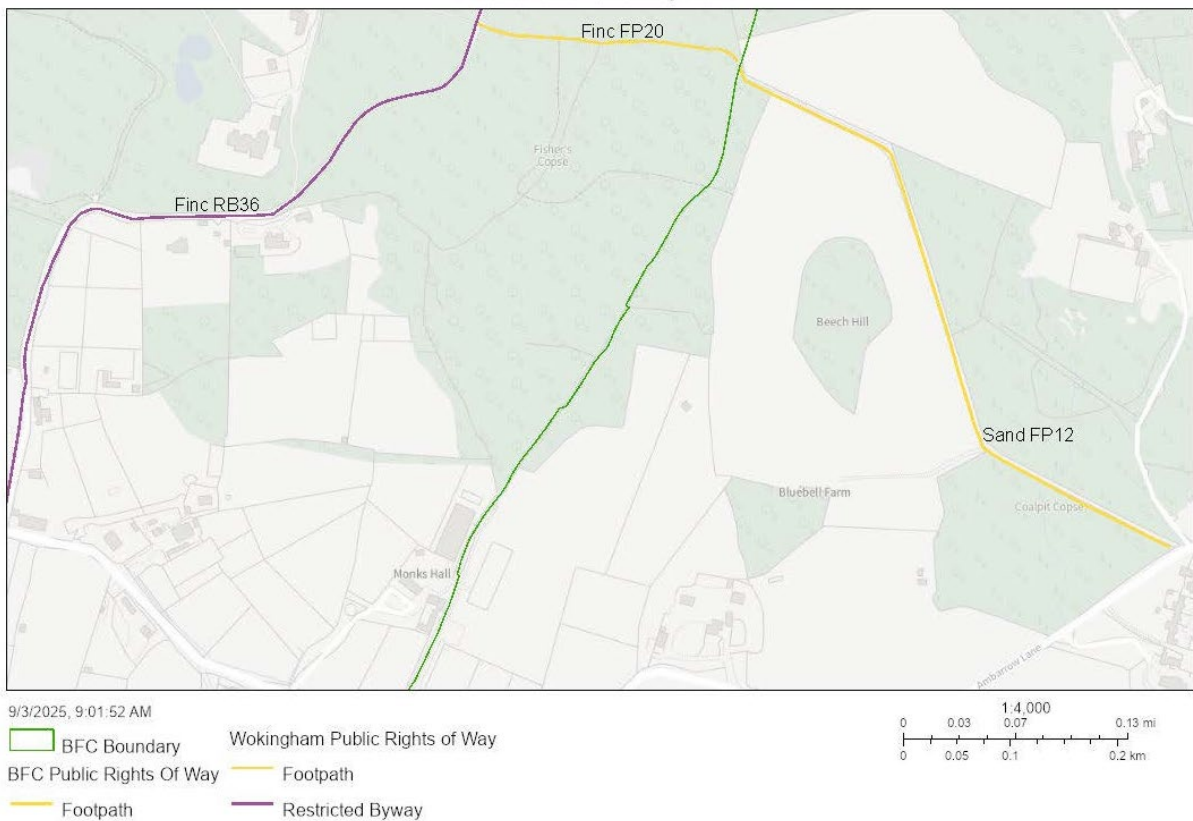 Finc FP20
Fisher's
Copse
Finc RB36
Beech Hill
Sand FP12
Bluebell Farm
Coalpit Copse
Monks Hall
Ambarrow Lane
9/3/2025, 9:01:52 AM
BFC Boundary
BFC Public Rights Of Way
Footpath
Wokingham Public Rights of Way
Footpath
Restricted Byway
1:4,000
0 0.03 0.07 0.13 mi
0 0.05 0.1 0.2 km